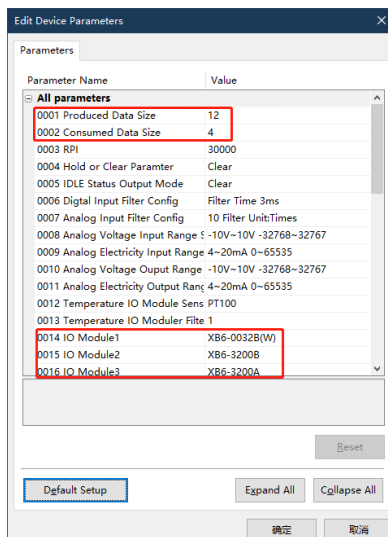 Edit Device Parameters
Parameters
Parameter Name Value
All parameters
0001 Produced Data Size 12
0002 Consumed Data Size 4
0003 RPI 30000
0004 Hold or Clear Paramter Clear
0005 IDLE Status Output Mode Clear
0006 Digtal Input Filter Config Filter Time 3ms
0007 Analog Input Filter Config 10 Filter Unit:Times
0008 Analog Voltage Input Range S -10V~10V -32768~32767
0009 Analog Electricity Input Range 4~20mA 0~65535
0010 Analog Voltage Ouput Range -10V~10V -32768~32767
0011 Analog Electricity Output Rang 4~20mA 0~65535
0012 Temperature IO Module Sens PT100
0013 Temperature IO Moduler Filte 1
0014 IO Module1 XB6-0032B(W)
0015 IO Module2 XB6-3200B
0016 IO Module3 XB6-3200A
Reset
Default Setup Expand All Collapse All
确定 取消